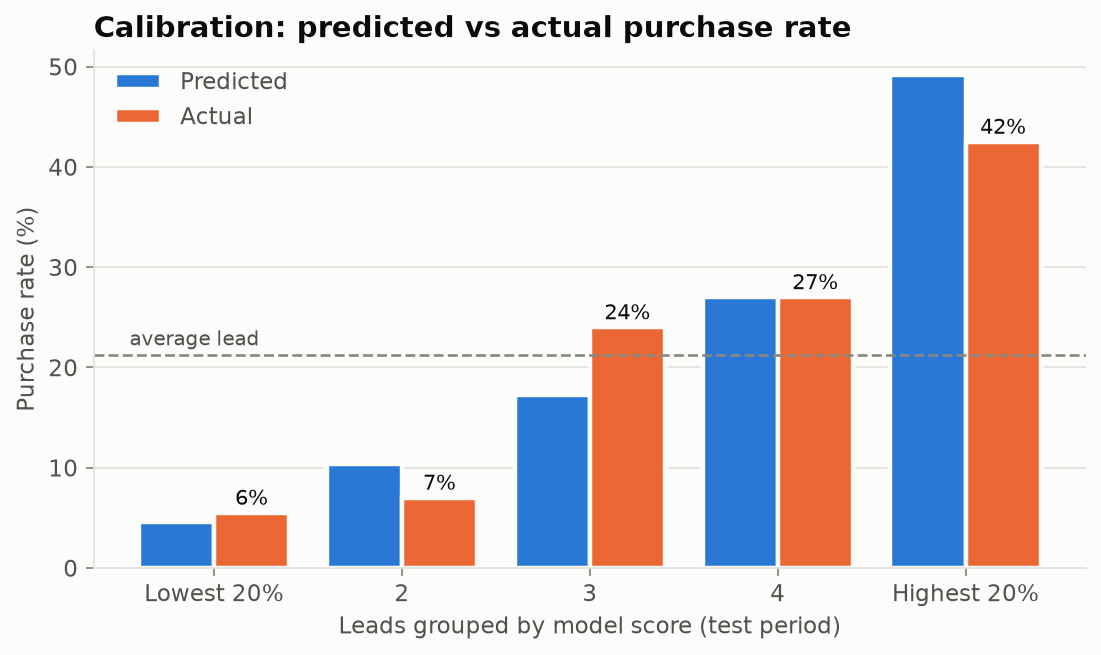 Calibration: predicted vs actual purchase rate
Predicted
Actual
Purchase rate (%)
50
40
30
20
10
0
average lead
6%
7%
24%
27%
42%
Lowest 20%
2
3
4
Highest 20%
Leads grouped by model score (test period)